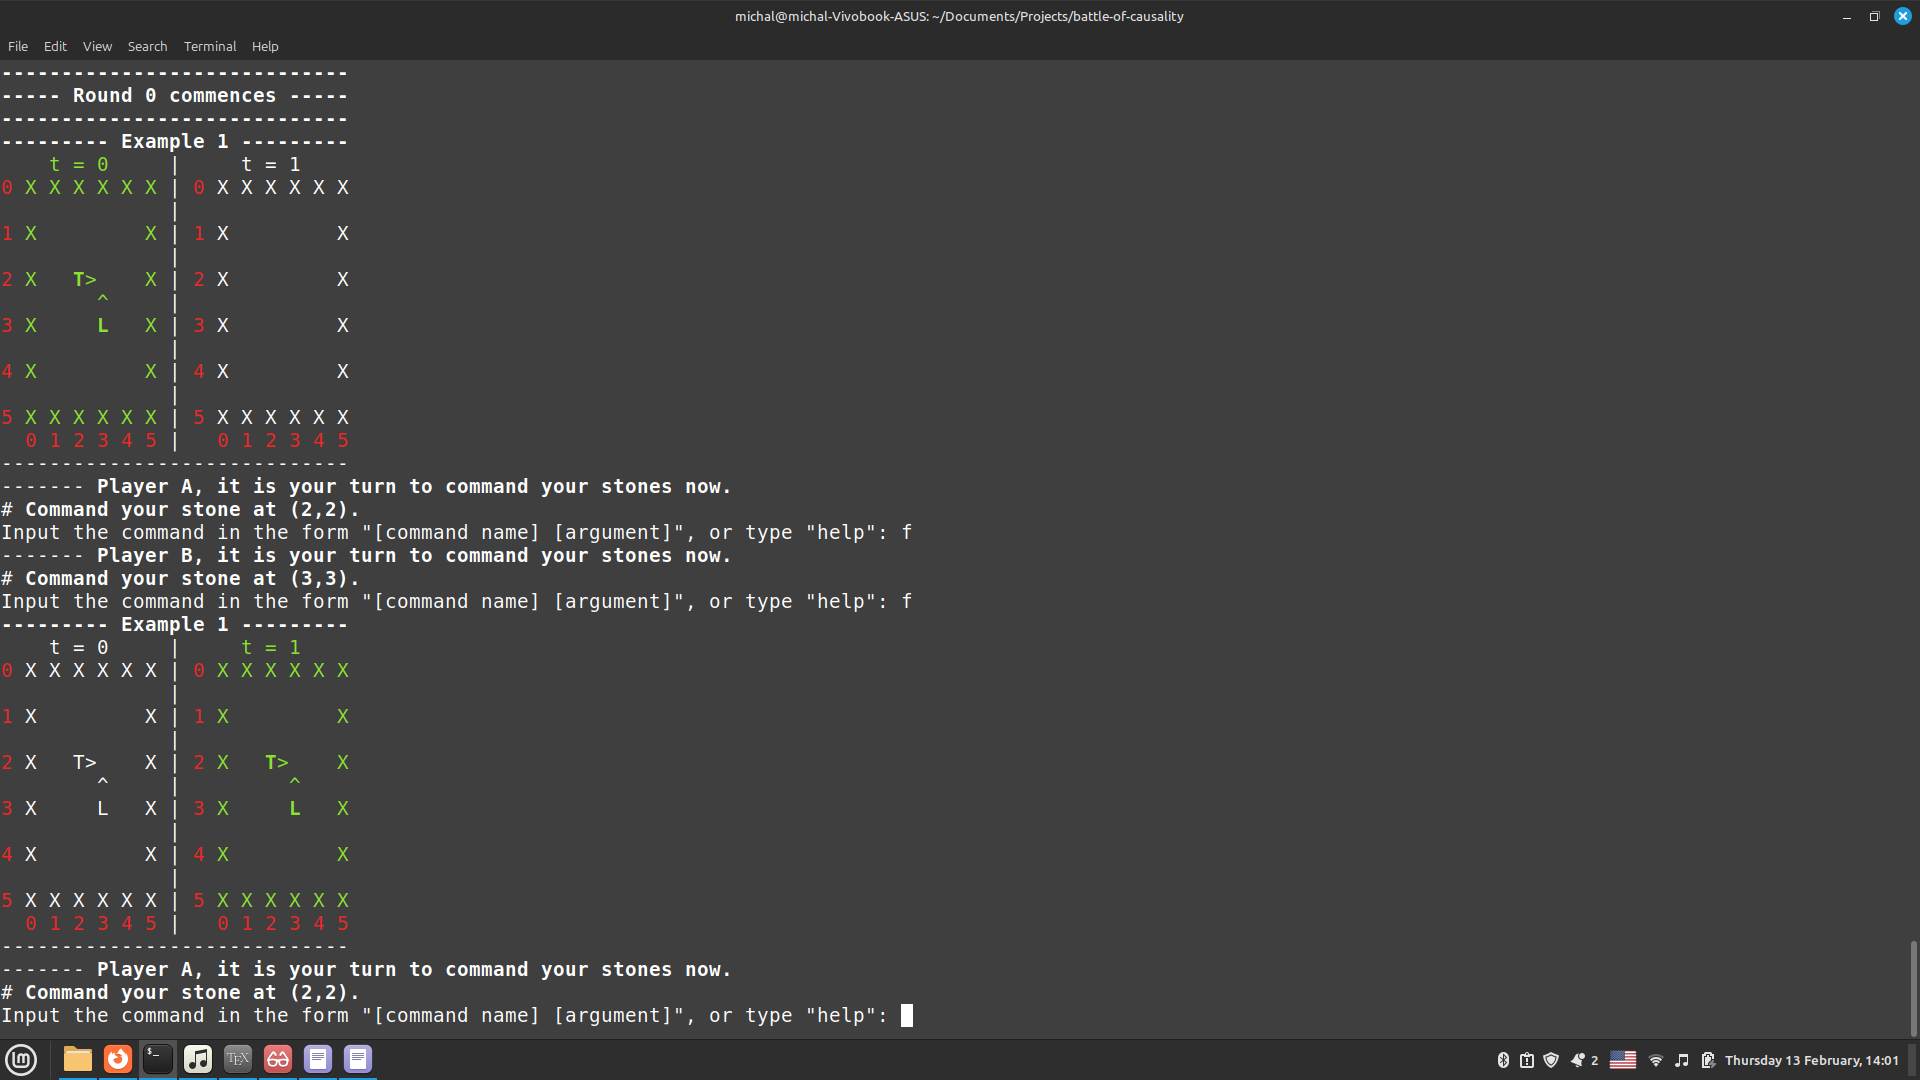 michal@michal-Vivobook-ASUS: ~/Documents/Projects/battle-of-causality
File Edit View Search Terminal Help
-----------------------------
----- Round 0 commences -----
-----------------------------
--------- Example 1 ---------
    t = 0     |     t = 1
0 X X X X X X | 0 X X X X X X
              |
1 X         X | 1 X         X
              |
2 X   T>    X | 2 X         X
        ^     |
3 X     L   X | 3 X         X
              |
4 X         X | 4 X         X
              |
5 X X X X X X | 5 X X X X X X
  0 1 2 3 4 5 |   0 1 2 3 4 5
-----------------------------
------- Player A, it is your turn to command your stones now.
# Command your stone at (2,2).
Input the command in the form "[command name] [argument]", or type "help": f
------- Player B, it is your turn to command your stones now.
# Command your stone at (3,3).
Input the command in the form "[command name] [argument]", or type "help": f
--------- Example 1 ---------
    t = 0     |     t = 1
0 X X X X X X | 0 X X X X X X
              |
1 X         X | 1 X         X
              |
2 X   T>    X | 2 X   T>    X
        ^     |         ^
3 X     L   X | 3 X     L   X
              |
4 X         X | 4 X         X
              |
5 X X X X X X | 5 X X X X X X
  0 1 2 3 4 5 |   0 1 2 3 4 5
-----------------------------
------- Player A, it is your turn to command your stones now.
# Command your stone at (2,2).
Input the command in the form "[command name] [argument]", or type "help":
$_ TEX 2 Thursday 13 February, 14:01